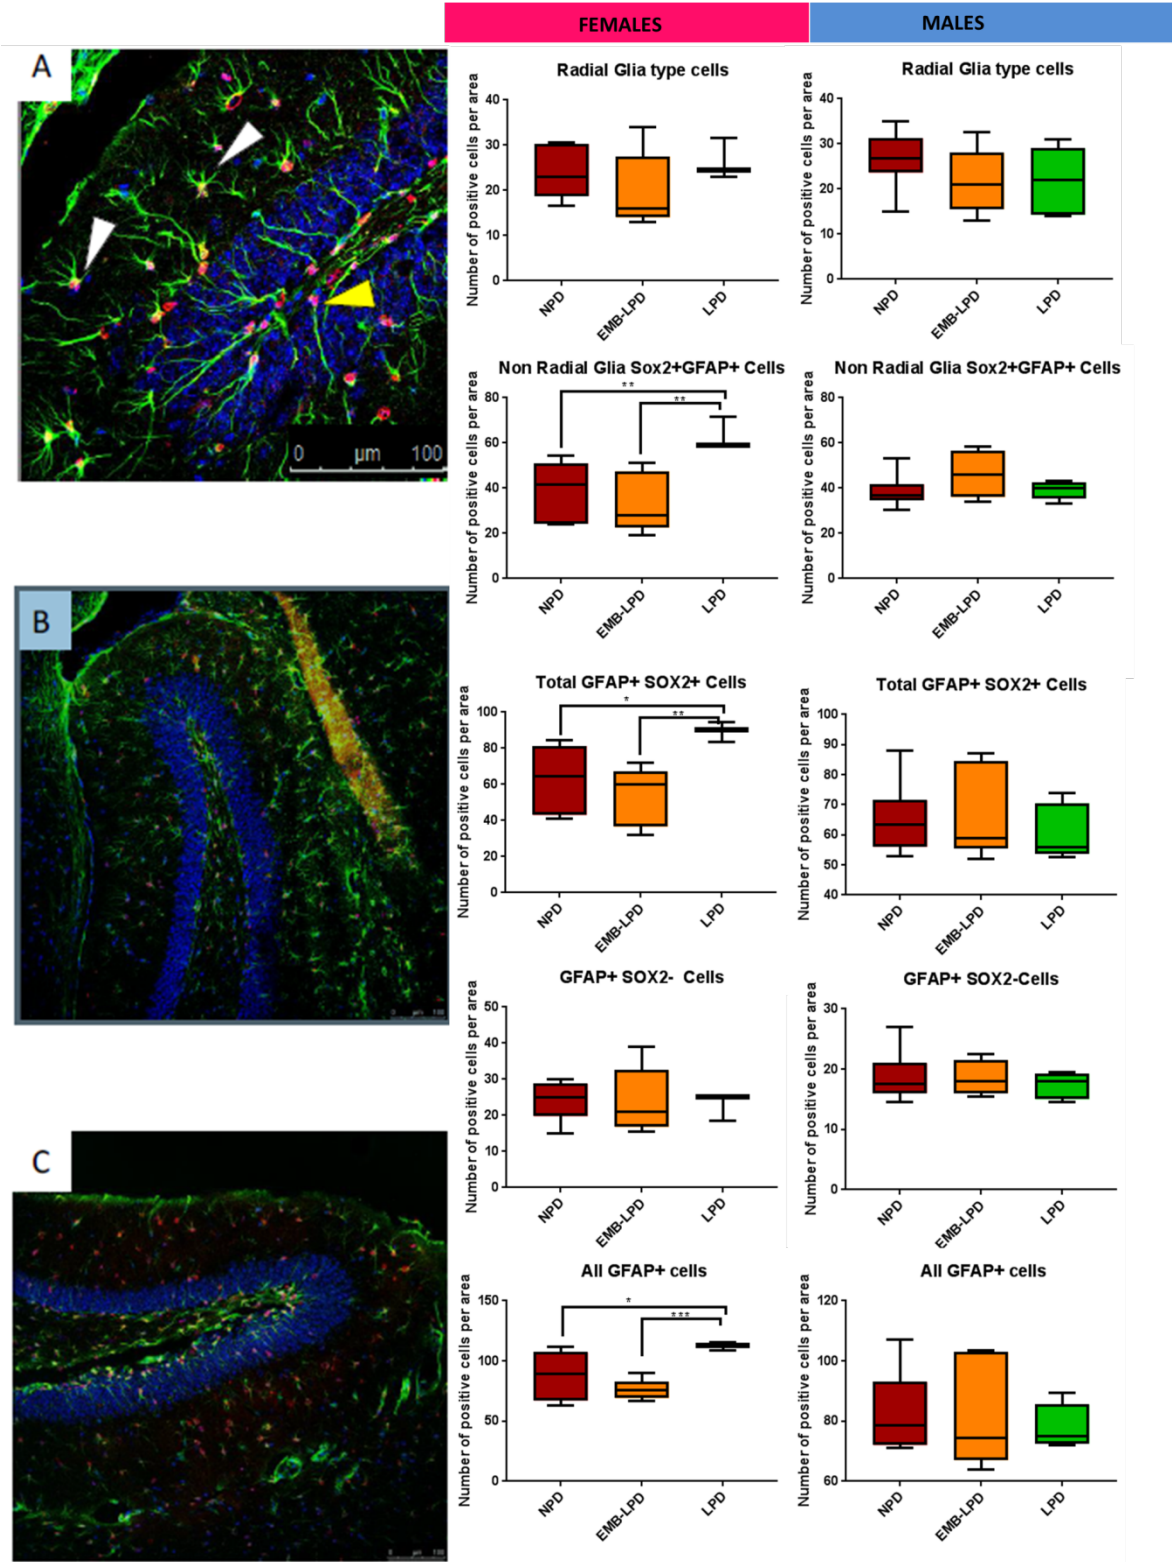 FEMALES
MALES
A
0 µm 100
Radial Glia type cells
Number of positive cells per area
40
30
20
10
0
NPD
EMB-LPD
LPD
Radial Glia type cells
Number of positive cells per area
40
30
20
10
0
NPD
EMB-LPD
LPD
Non Radial Glia Sox2+GFAP+ Cells
Number of positive cells per area
80
60
40
20
0
**
**
NPD
EMB-LPD
LPD
Non Radial Glia Sox2+GFAP+ Cells
Number of positive cells per area
80
60
40
20
0
NPD
EMB-LPD
LPD
B
Total GFAP+ SOX2+ Cells
Number of positive cells per area
100
80
60
40
20
0
*
**
NPD
EMB-LPD
LPD
Total GFAP+ SOX2+ Cells
Number of positive cells per area
100
90
80
70
60
50
40
NPD
EMB-LPD
LPD
GFAP+ SOX2- Cells
Number of positive cells per area
50
40
30
20
10
0
NPD
EMB-LPD
LPD
GFAP+ SOX2-Cells
Number of positive cells per area
30
20
10
0
NPD
EMB-LPD
LPD
C
All GFAP+ cells
Number of positive cells per area
150
100
50
0
*
***
NPD
EMB-LPD
LPD
All GFAP+ cells
Number of positive cells per area
120
100
80
60
NPD
EMB-LPD
LPD